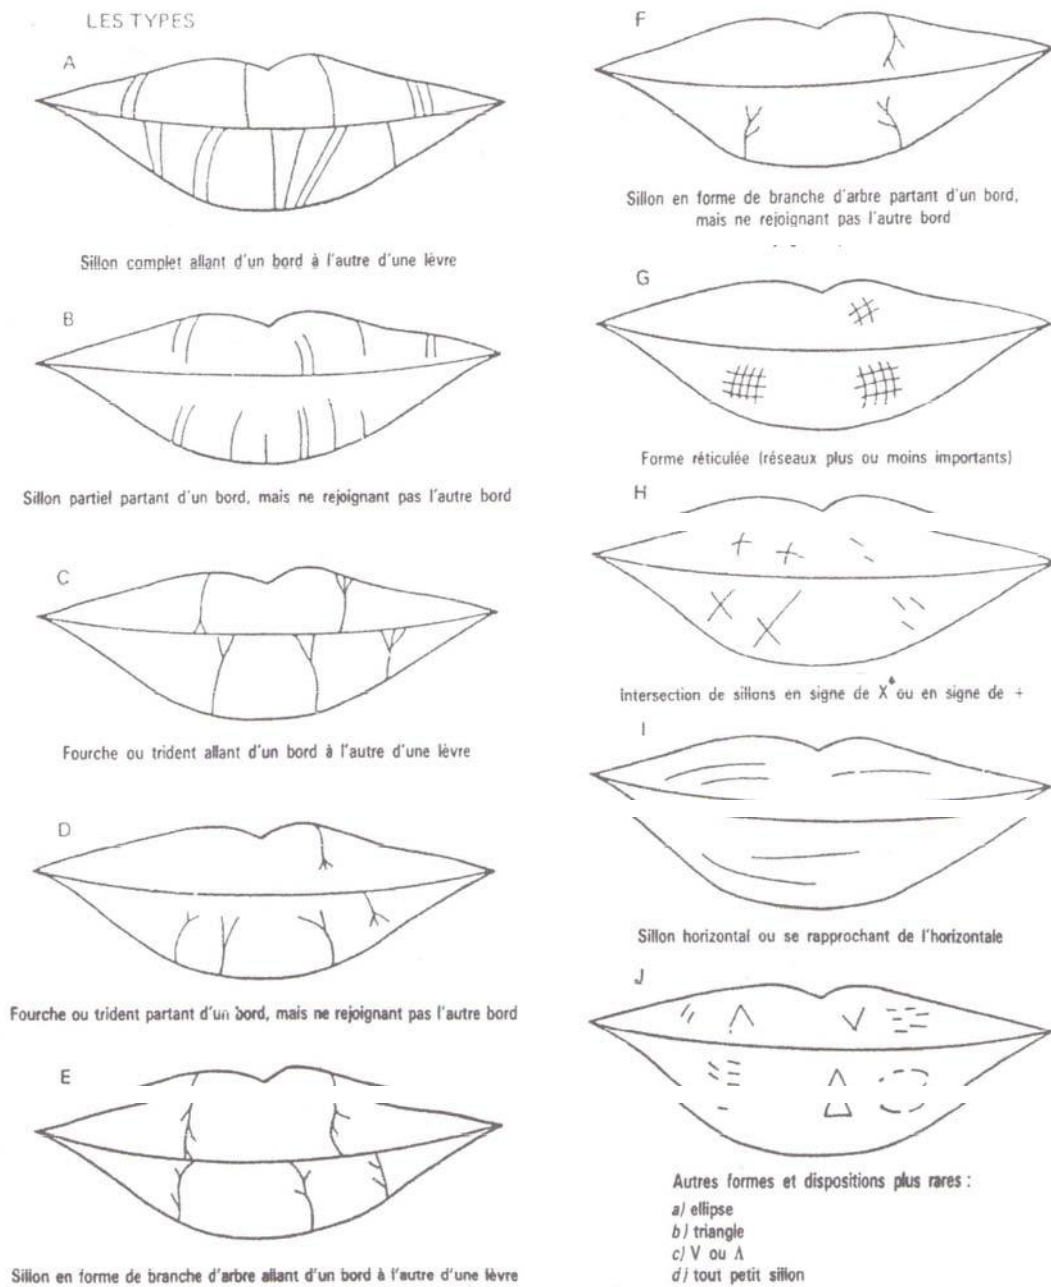 LES TYPES
A
Sillon complet allant d'un bord à l'autre d'une lèvre
B
Sillon partiel partant d'un bord, mais ne rejoignant pas l'autre bord
C
Fourche ou trident allant d'un bord à l'autre d'une lèvre
D
Fourche ou trident partant d'un bord, mais ne rejoignant pas l'autre bord
E
Sillon en forme de branche d'arbre allant d'un bord à l'autre d'une lèvre
F
Sillon en forme de branche d'arbre partant d'un bord,
mais ne rejoignant pas l'autre bord
G
Forme réticulée (réseaux plus ou moins importants)
H
Intersection de sillons en signe de X ou en signe de +
I
Sillon horizontal ou se rapprochant de l'horizontale
J
Autres formes et dispositions plus rares :
a) ellipse
b) triangle
c) V ou Λ
d) tout petit sillon